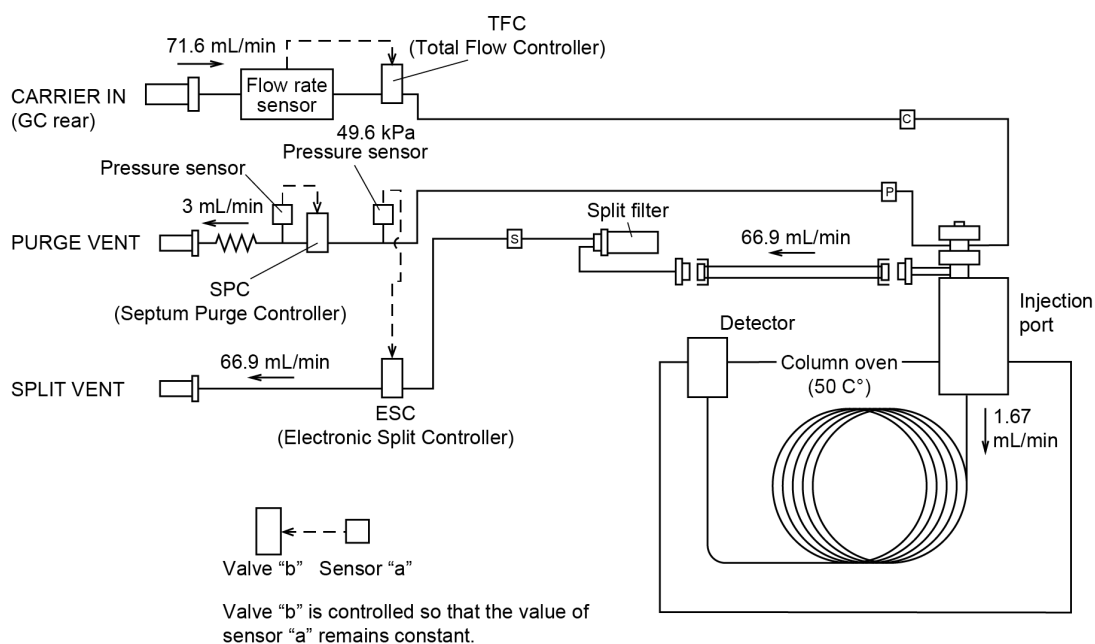 TFC
(Total Flow Controller)
71.6 mL/min
CARRIER IN
(GC rear)
Flow rate
sensor
C
49.6 kPa
Pressure sensor
Pressure sensor
3 mL/min
PURGE VENT
P
Split filter
S
66.9 mL/min
SPC
(Septum Purge Controller)
Injection
port
Detector
66.9 mL/min
SPLIT VENT
Column oven
(50 C°)
ESC
(Electronic Split Controller)
1.67
mL/min
Valve “b”
Sensor “a”
Valve “b” is controlled so that the value of
sensor “a” remains constant.